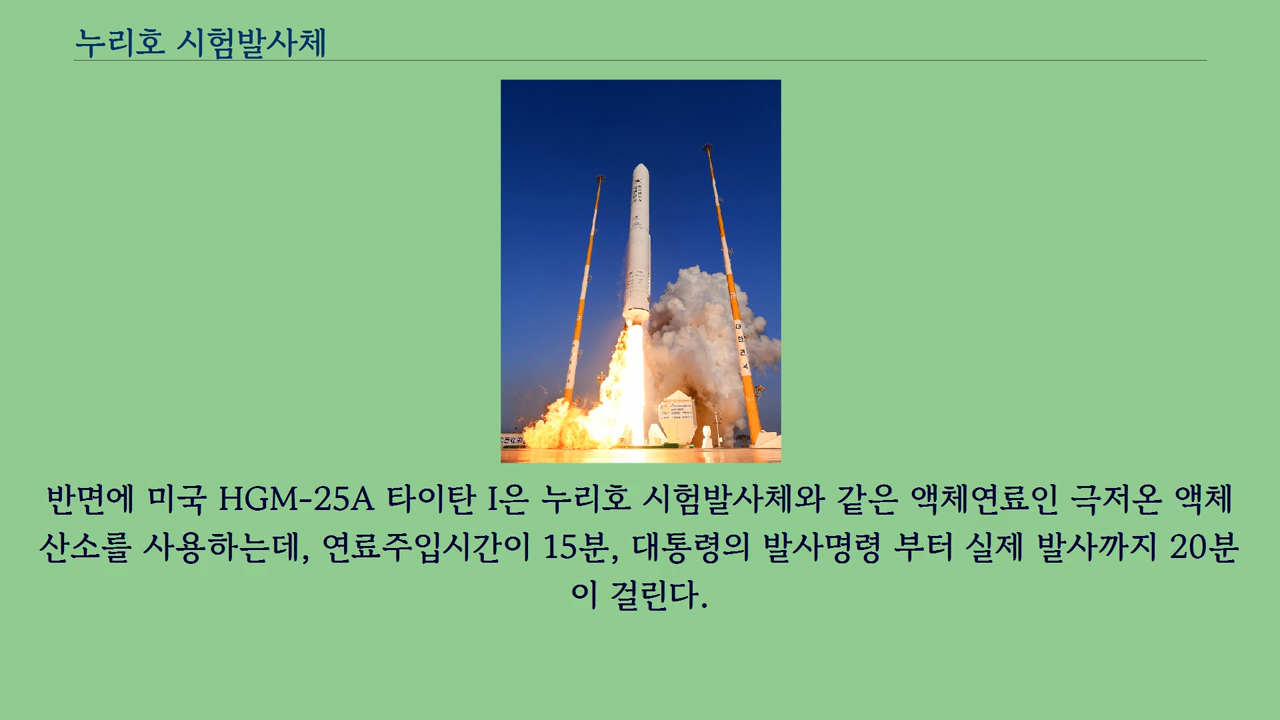 누리호 시험발사체
대한민국
반면에 미국 HGM-25A 타이탄 I은 누리호 시험발사체와 같은 액체연료인 극저온 액체
산소를 사용하는데, 연료주입시간이 15분, 대통령의 발사명령 부터 실제 발사까지 20분
이 걸린다.